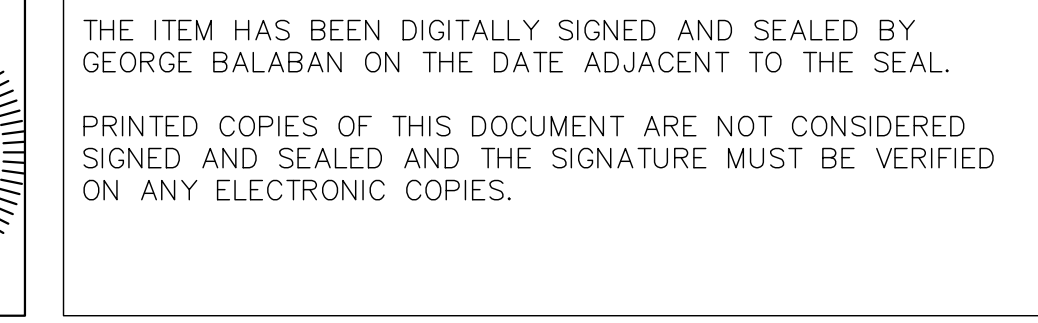 THE ITEM HAS BEEN DIGITALLY SIGNED AND SEALED BY
GEORGE BALABAN ON THE DATE ADJACENT TO THE SEAL.
PRINTED COPIES OF THIS DOCUMENT ARE NOT CONSIDERED
SIGNED AND SEALED AND THE SIGNATURE MUST BE VERIFIED
ON ANY ELECTRONIC COPIES.